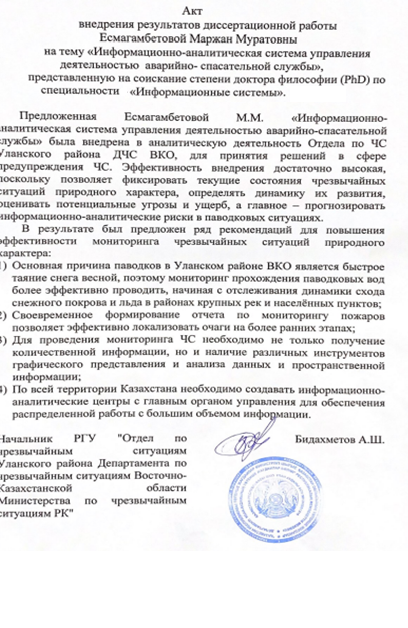 Акт
внедрения результатов диссертационной работы
Есмагамбетовой Маржан Муратовны
на тему «Информационно-аналитическая система управления
деятельностью аварийно- спасательной службы»,
представленную на соискание степени доктора философии (PhD) по
специальности «Информационные системы».
Предложенная Есмагамбетовой М.М. «Информационно-
аналитическая система управления деятельностью аварийно-спасательной
службы» была внедрена в аналитическую деятельность Отдела по ЧС
Уланского района ДЧС ВКО, для принятия решений в сфере
предупреждения ЧС. Эффективность внедрения достаточно высокая,
поскольку позволяет фиксировать текущие состояния чрезвычайных
ситуаций природного характера, определять динамику их развития,
оценивать потенциальные угрозы и ущерб, а главное – прогнозировать
информационно-аналитические риски в паводковых ситуациях.
В результате был предложен ряд рекомендаций для повышения
эффективности мониторинга чрезвычайных ситуаций природного
характера:
1) Основная причина паводков в Уланском районе ВКО является быстрое
таяние снега весной, поэтому мониторинг прохождения паводковых вод
более эффективно проводить, начиная с отслеживания динамики схода
снежного покрова и льда в районах крупных рек и населённых пунктов;
2) Своевременное формирование отчета по мониторингу пожаров
позволяет эффективно локализовать очаги на более ранних этапах;
3) Для проведения мониторинга ЧС необходимо не только получение
количественной информации, но и наличие различных инструментов
графического представления и анализа данных и пространственной
информации;
4) По всей территории Казахстана необходимо создавать информационно-
аналитические центры с главным органом управления для обеспечения
распределенной работы с большим объемом информации.
Начальник РГУ "Отдел по Бидахметов А.Ш.
чрезвычайным ситуациям
Уланского района Департамента по
чрезвычайным ситуациям Восточно-
Казахстанской области
Министерства по чрезвычайным
ситуациям РК"